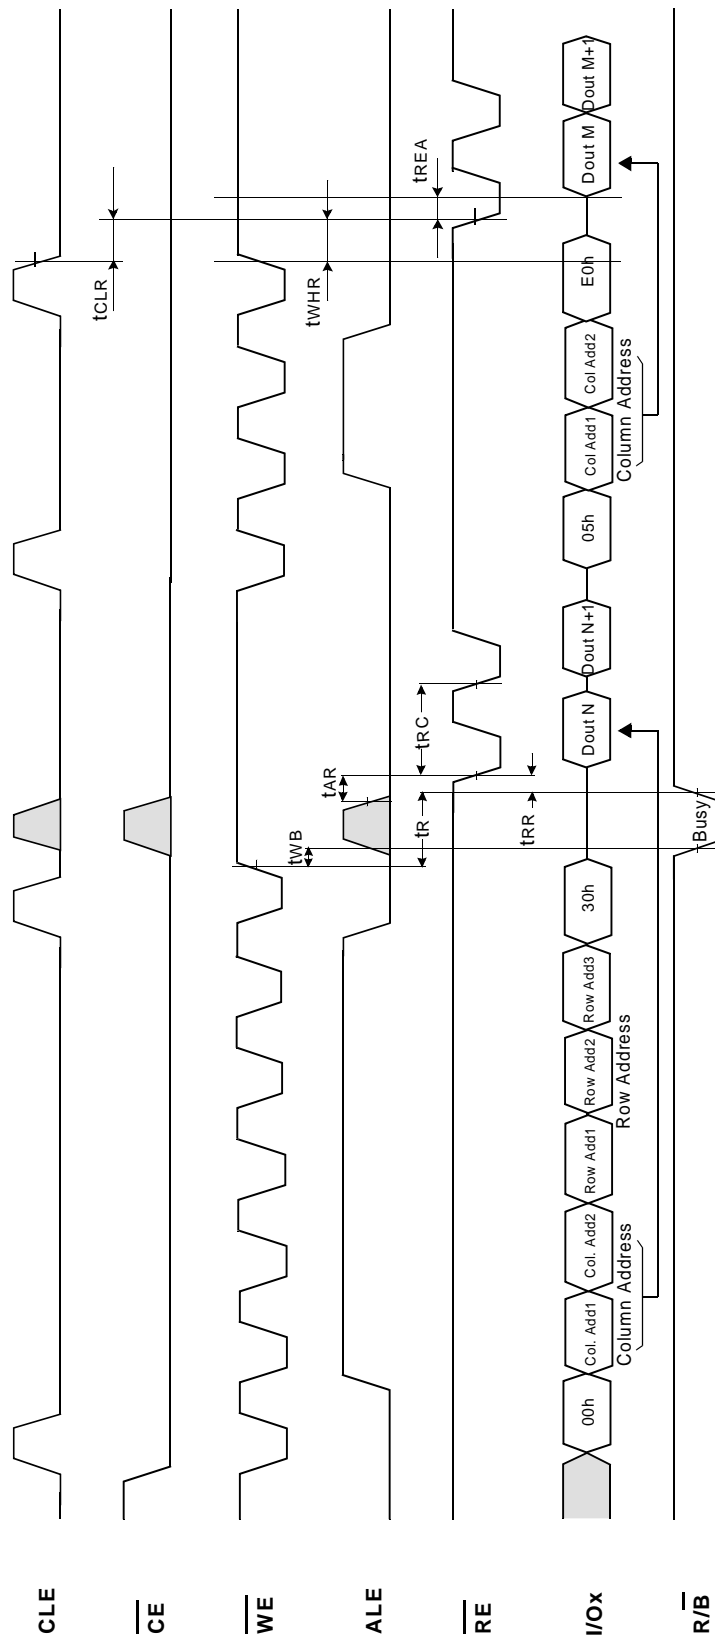 CLE
CE
tCLR
WE
tWB
tWHR
ALE
tAR
RE
tR
tRC
tRR
tREA
I/Ox
00h
Col. Add1
Col. Add2
Row Add1
Row Add2
Row Add3
30h
Dout N
Dout N+1
05h
Col Add1
Col Add2
E0h
Dout M
Dout M+1
Column Address
Row Address
Column Address
R/B
Busy